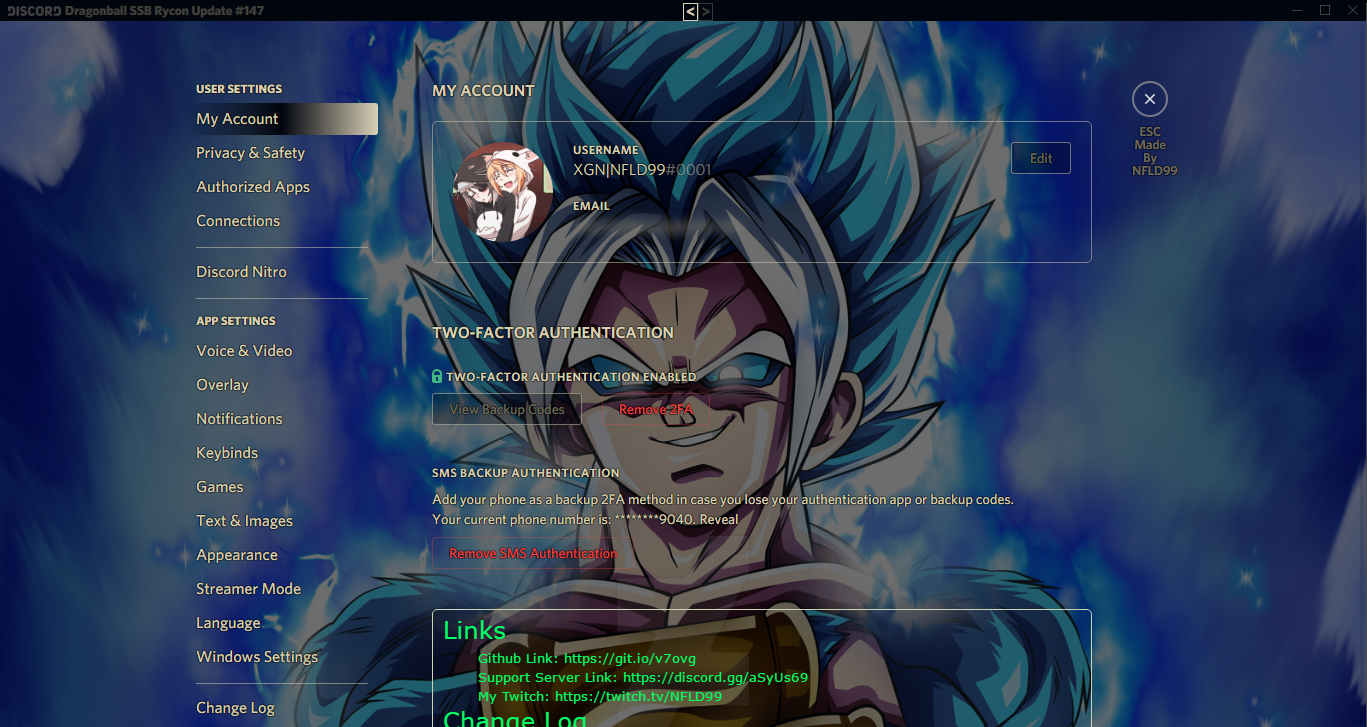 DISCORD Dragonball SSB Rycon Update #147
< >
USER SETTINGS
My Account
Privacy & Safety
Authorized Apps
Connections
Discord Nitro
APP SETTINGS
Voice & Video
Overlay
Notifications
Keybinds
Games
Text & Images
Appearance
Streamer Mode
Language
Windows Settings
Change Log
MY ACCOUNT
USERNAME
XGN|NFLD99#0001
EMAIL
Edit
TWO-FACTOR AUTHENTICATION
TWO-FACTOR AUTHENTICATION ENABLED
View Backup Codes
Remove 2FA
SMS BACKUP AUTHENTICATION
Add your phone as a backup 2FA method in case you lose your authentication app or backup codes.
Your current phone number is: ********9040. Reveal
Remove SMS Authentication
Links
Github Link: https://git.io/v7ovg
Support Server Link: https://discord.gg/aSyUs69
My Twitch: https://twitch.tv/NFLD99
Change Log
ESC
Made
By
NFLD99